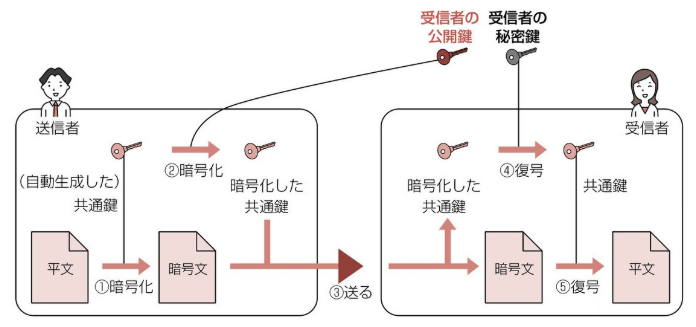 受信者の
公開鍵
受信者の
秘密鍵
送信者
受信者
②暗号化
④復号
(自動生成した)
共通鍵
暗号化した
共通鍵
暗号化した
共通鍵
共通鍵
平文
①暗号化
暗号文
③送る
暗号文
⑤復号
平文